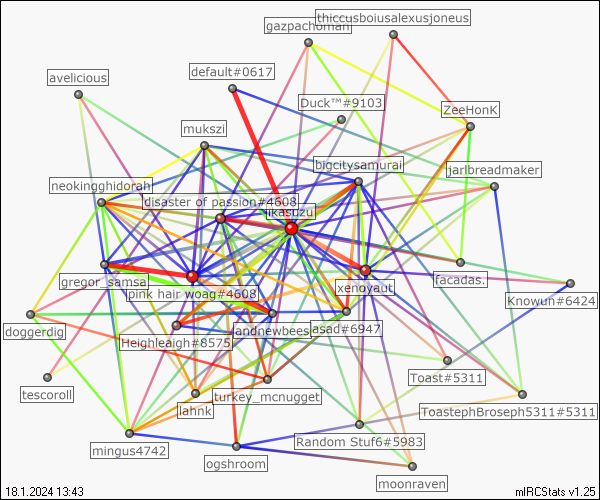 thiccusboiusalexusjoneus
gazpachoman
default#0617
avelicious
Duck™#9103
ZeeHonK
mukszi
bigcitysamurai
jarlbreadmaker
neokingghidorah
disaster of passion#4608
likasuzu
gregor_samsa
xenoyaut
facadas.
pink hair woag#4608
Knowun#6424
doggerdig
andnewbees
asad#6947
Heighleaigh#8575
Toast#5311
tescoroll
turkey_mcnugget
lahnk
ToastephBroseph5311#5311
Random Stuf6#5983
mingus4742
ogshroom
moonraven
18.1.2024 13:43
mIRCStats v1.25